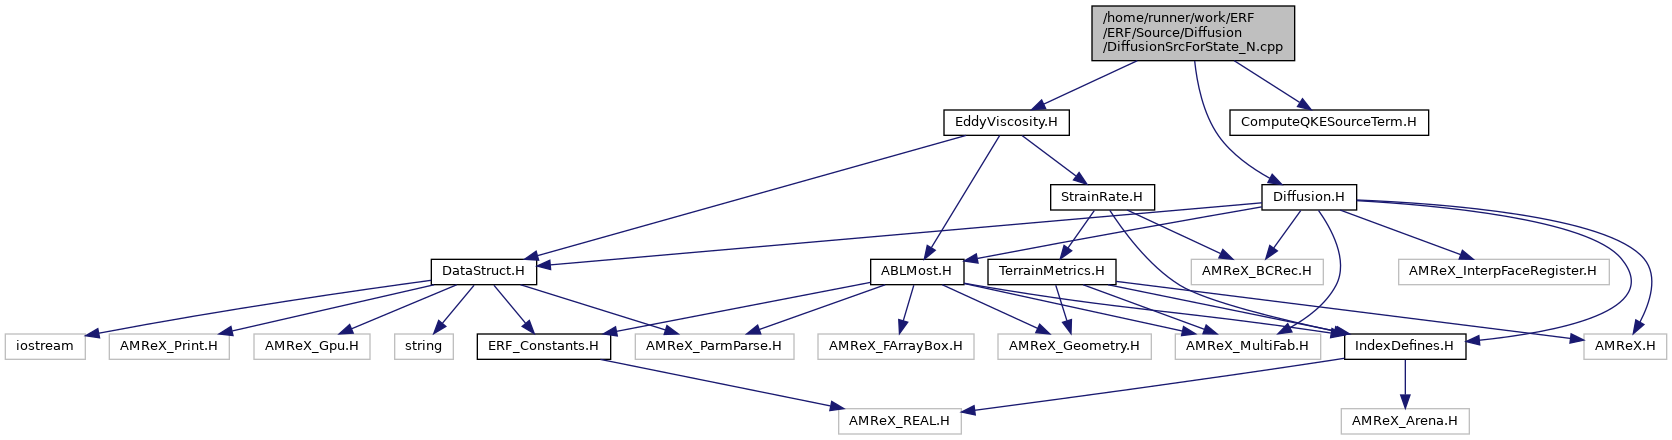 /home/runner/work/ERF
/ERF/Source/Diffusion
/DiffusionSrcForState_N.cpp
EddyViscosity.H
ComputeQKESourceTerm.H
StrainRate.H
Diffusion.H
DataStruct.H
ABLMost.H
TerrainMetrics.H
AMReX_BCRec.H
AMReX_InterpFaceRegister.H
iostream
AMReX_Print.H
AMReX_Gpu.H
string
ERF_Constants.H
AMReX_ParmParse.H
AMReX_FArrayBox.H
AMReX_Geometry.H
AMReX_MultiFab.H
IndexDefines.H
AMReX.H
AMReX_REAL.H
AMReX_Arena.H